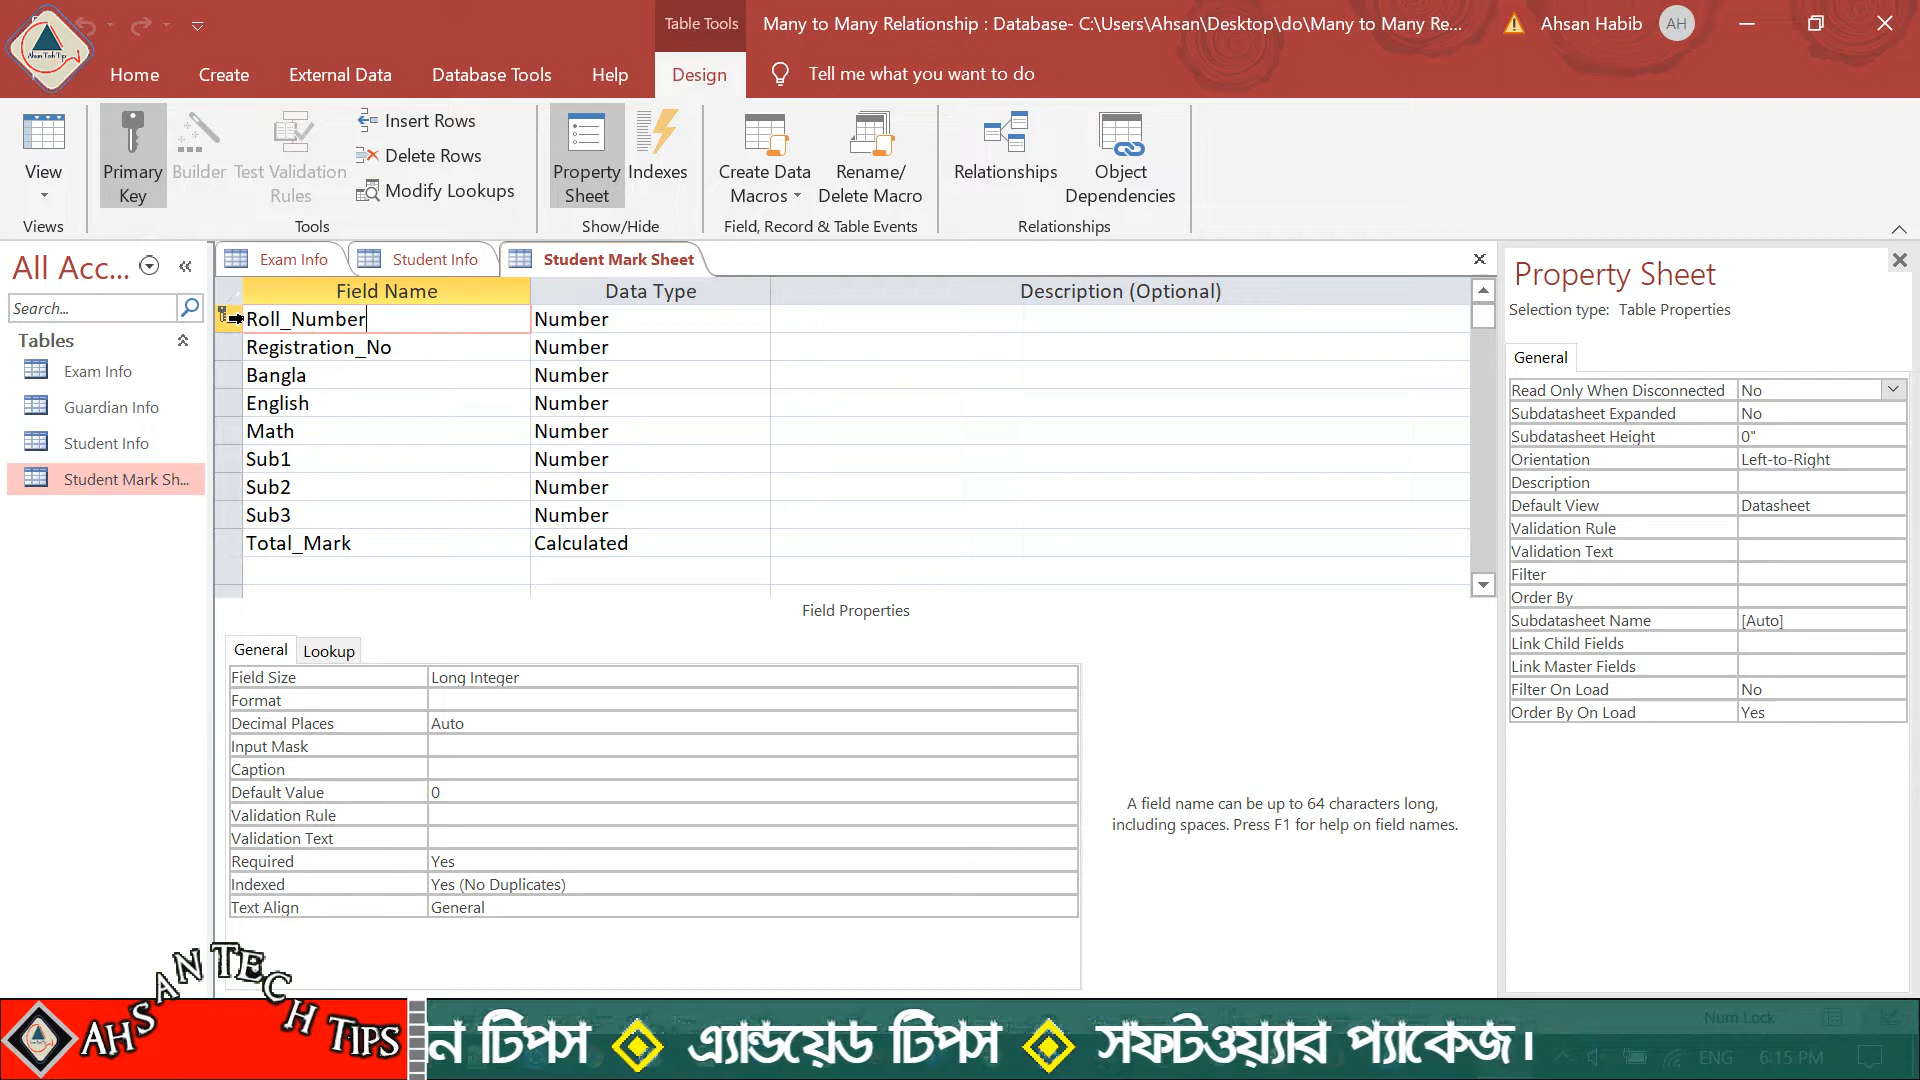 Table Tools
Many to Many Relationship : Database- C:\Users\Ahsan\Desktop\do\Many to Many Re...
Ahsan Habib
AH
Home
Create
External Data
Database Tools
Help
Design
Tell me what you want to do
View
Primary Key
Builder
Test Validation Rules
Insert Rows
Delete Rows
Modify Lookups
Property Sheet
Indexes
Create Data Macros
Rename/ Delete Macro
Relationships
Object Dependencies
Views
Tools
Show/Hide
Field, Record & Table Events
Relationships
All Acc...
Search...
Tables
Exam Info
Guardian Info
Student Info
Student Mark Sh...
Exam Info
Student Info
Student Mark Sheet
Field Name Data Type Description (Optional)
Roll_Number Number
Registration_No Number
Bangla Number
English Number
Math Number
Sub1 Number
Sub2 Number
Sub3 Number
Total_Mark Calculated
Field Properties
General Lookup
Field Size Long Integer
Format
Decimal Places Auto
Input Mask
Caption
Default Value 0
Validation Rule
Validation Text
Required Yes
Indexed Yes (No Duplicates)
Text Align General
A field name can be up to 64 characters long,
including spaces. Press F1 for help on field names.
Property Sheet
Selection type: Table Properties
General
Read Only When Disconnected No
Subdatasheet Expanded No
Subdatasheet Height 0"
Orientation Left-to-Right
Description
Default View Datasheet
Validation Rule
Validation Text
Filter
Order By
Subdatasheet Name [Auto]
Link Child Fields
Link Master Fields
Filter On Load No
Order By On Load Yes
AHSAN TECH TIPS
ন টিপস এ্যান্ডয়েড টিপস সফটওয়্যার প্যাকেজ।
Num Lock
ENG 6:15 PM